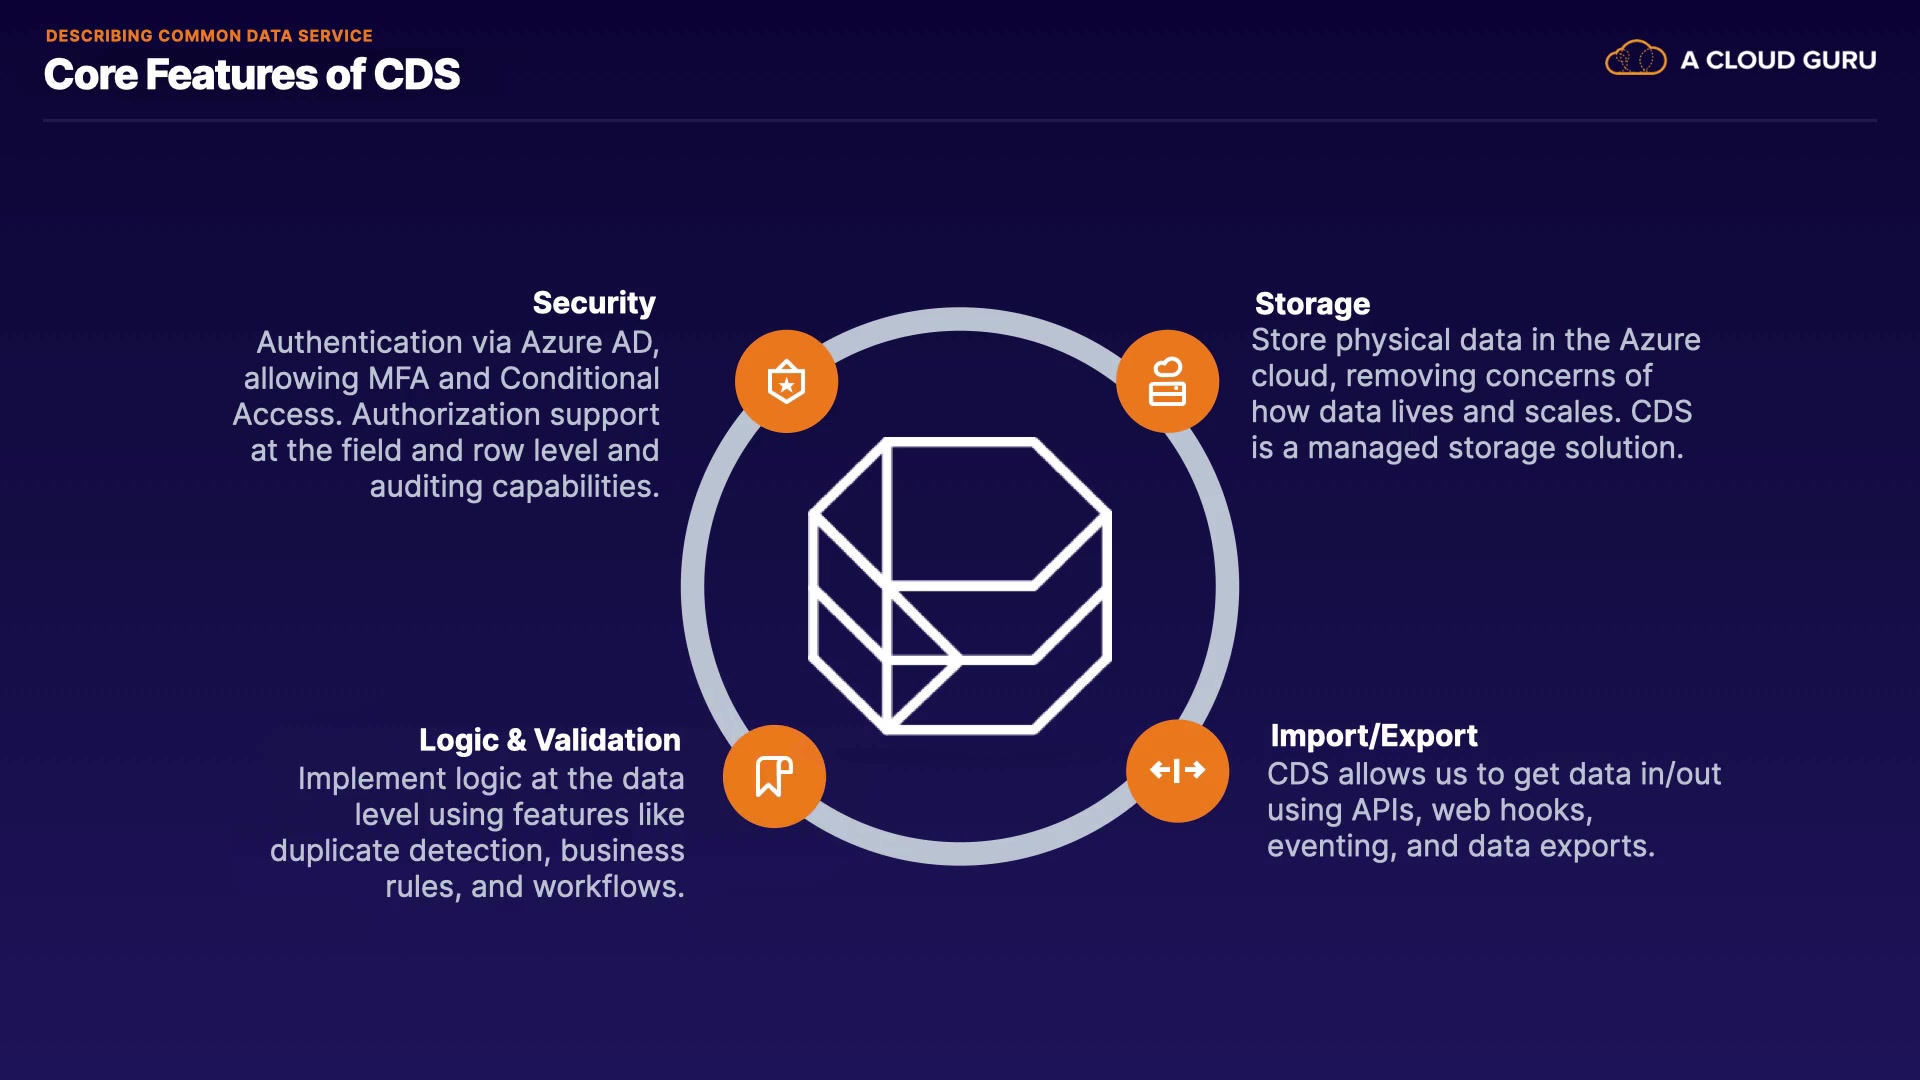 DESCRIBING COMMON DATA SERVICE
Core Features of CDS
A CLOUD GURU
Security
Authentication via Azure AD,
allowing MFA and Conditional
Access. Authorization support
at the field and row level and
auditing capabilities.
Storage
Store physical data in the Azure
cloud, removing concerns of
how data lives and scales. CDS
is a managed storage solution.
Logic & Validation
Implement logic at the data
level using features like
duplicate detection, business
rules, and workflows.
Import/Export
CDS allows us to get data in/out
using APIs, web hooks,
eventing, and data exports.